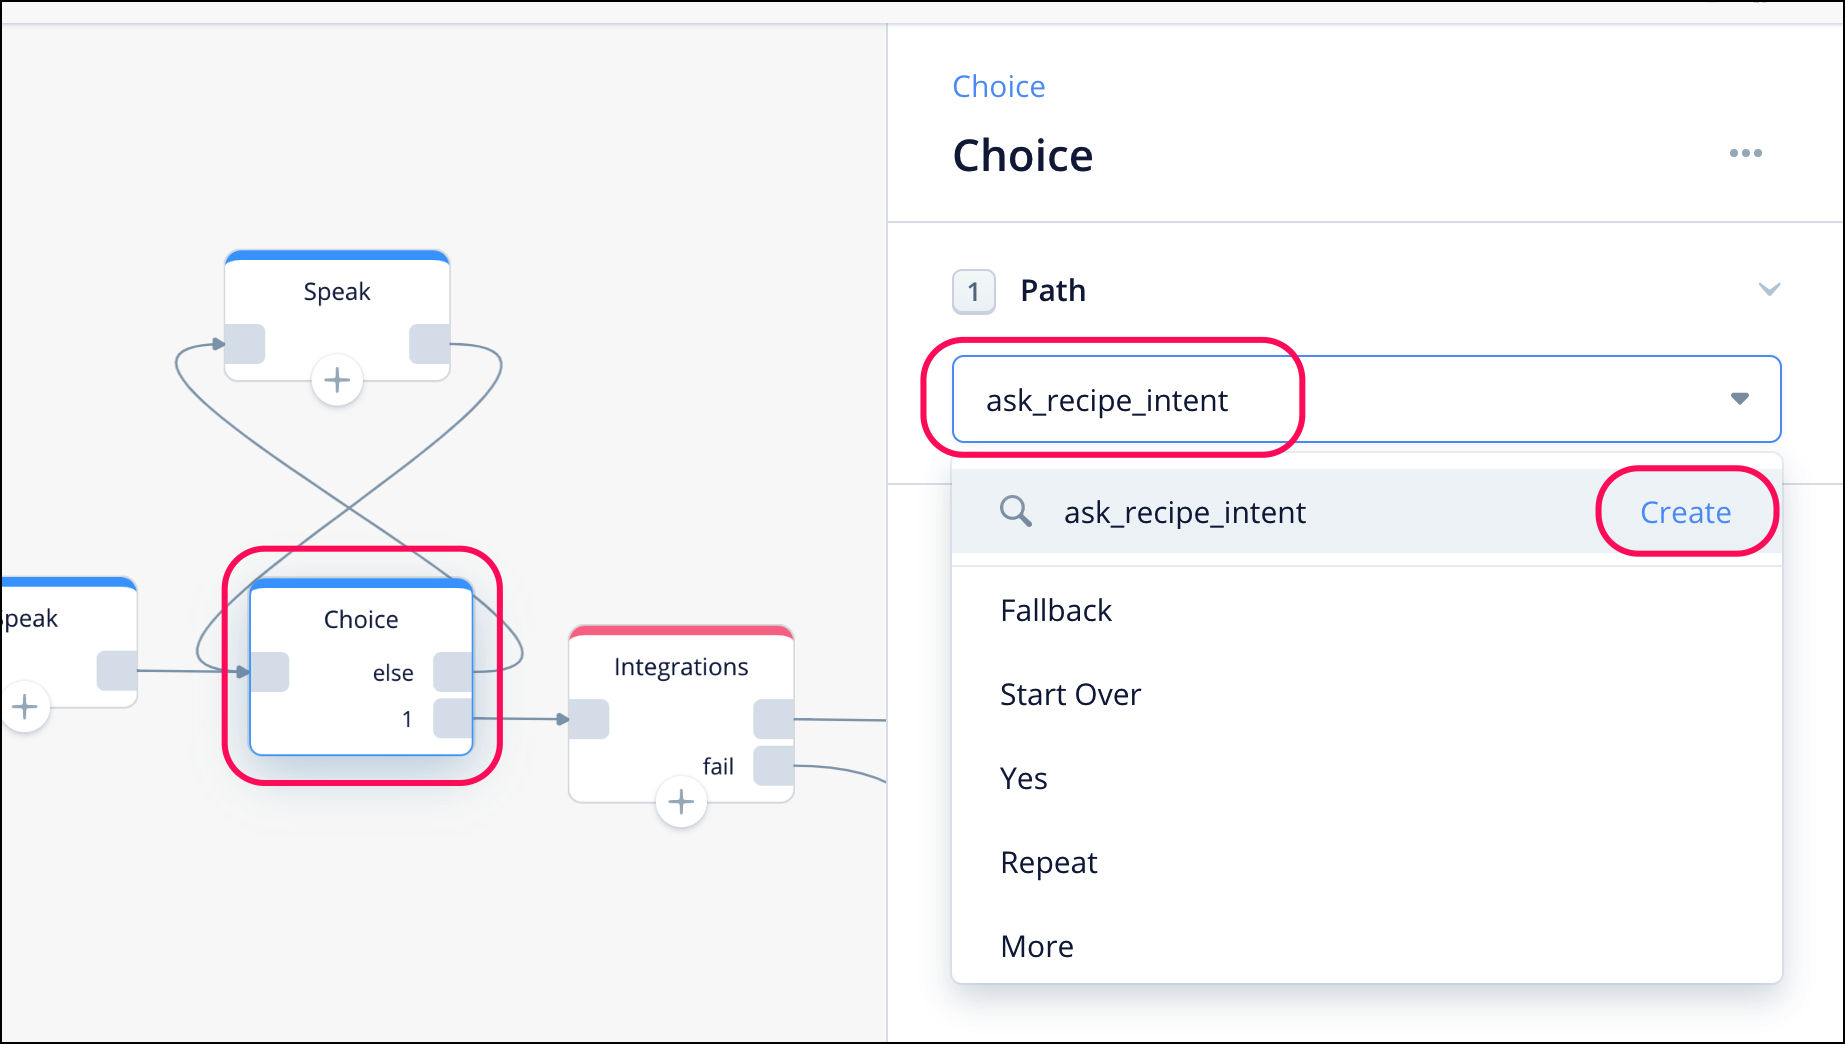 Speak
Speak
Choice
else
1
Integrations
fail
Choice
Choice
1 Path
ask_recipe_intent
ask_recipe_intent Create
Fallback
Start Over
Yes
Repeat
More